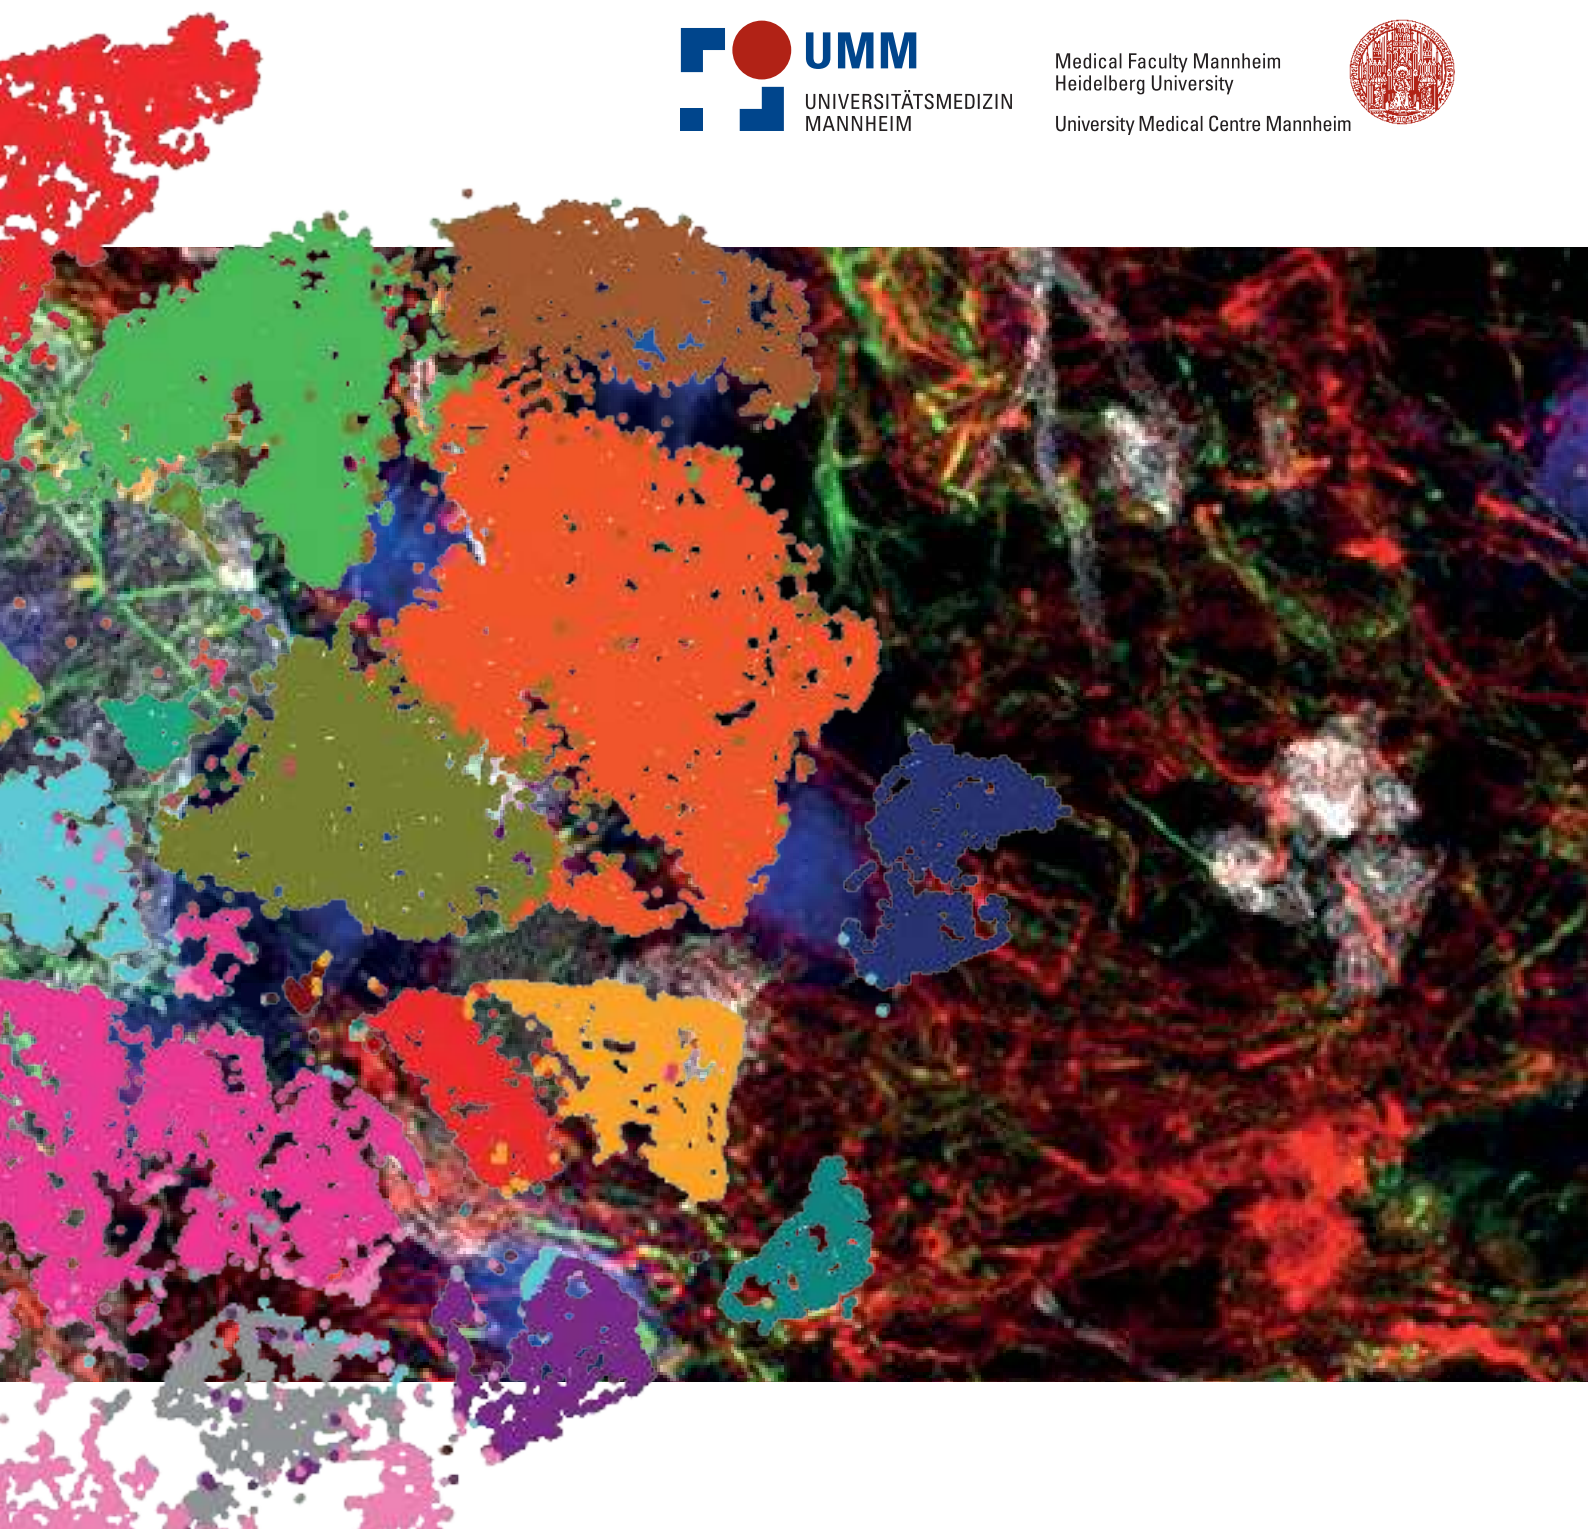 UMM
UNIVERSITÄTSMEDIZIN
MANNHEIM
Medical Faculty Mannheim
Heidelberg University
University Medical Centre Mannheim